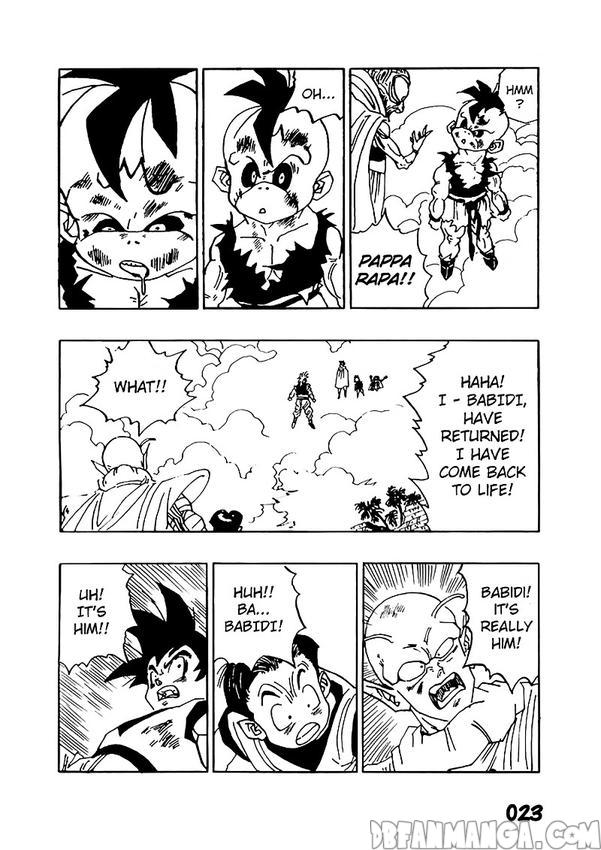 OH...
HMM
?
PAPPA
RAPA!!
WHAT!!
HAHA!
I - BABIDI,
HAVE
RETURNED!
I HAVE
COME BACK
TO LIFE!
UH!
IT'S
HIM!!
HUH!!
BA...
BABIDI!
BABIDI!
IT'S
REALLY
HIM!
023
DBFANMANGA.COM